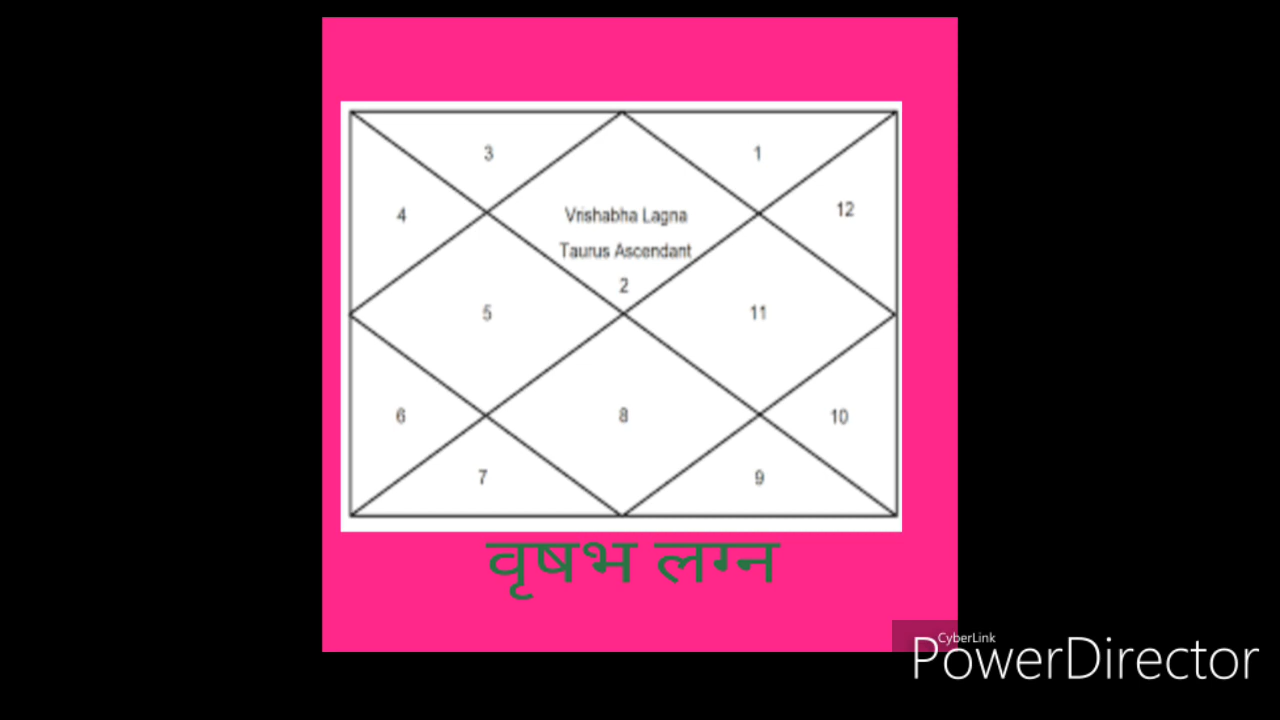 3 1
4 12
Vrishabha Lagna
Taurus Ascendant
2
5 11
6 8 10
7 9
वृषभ लग्न
CyberLink
PowerDirector